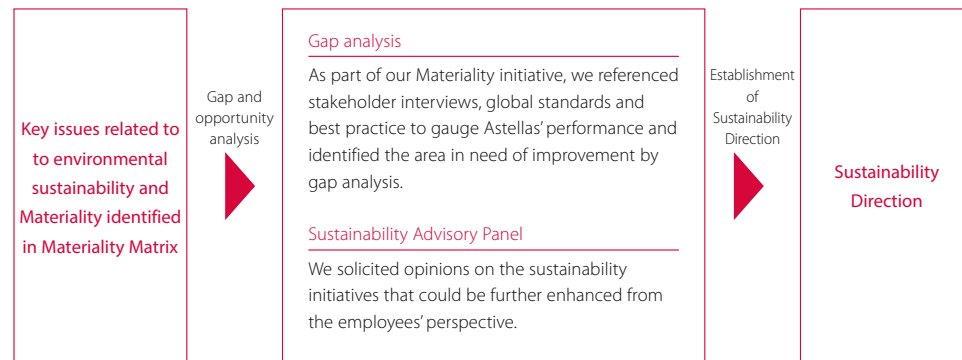 Key issues related to
to environmental
sustainability and
Materiality identified
in Materiality Matrix
Gap and
opportunity
analysis
Gap analysis
As part of our Materiality initiative, we referenced
stakeholder interviews, global standards and
best practice to gauge Astellas’ performance and
identified the area in need of improvement by
gap analysis.
Sustainability Advisory Panel
We solicited opinions on the sustainability
initiatives that could be further enhanced from
the employees’ perspective.
Establishment
of
Sustainability
Direction
Sustainability
Direction